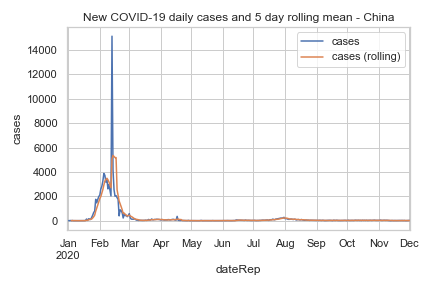 New COVID-19 daily cases and 5 day rolling mean - China
cases
cases (rolling)
cases
14000
12000
10000
8000
6000
4000
2000
0
Jan Feb Mar Apr May Jun Jul Aug Sep Oct Nov Dec
2020
dateRep